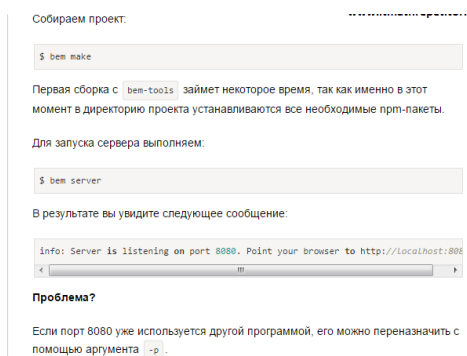 Собираем проект:
$ bem make
Первая сборка с bem-tools займет некоторое время, так как именно в этот
момент в директорию проекта устанавливаются все необходимые npm-пакеты.
Для запуска сервера выполняем:
$ bem server
В результате вы увидите следующее сообщение:
info: Server is listening on port 8080. Point your browser to http://localhost:808
Проблема?
Если порт 8080 уже используется другой программой, его можно переназначить с
помощью аргумента -p .